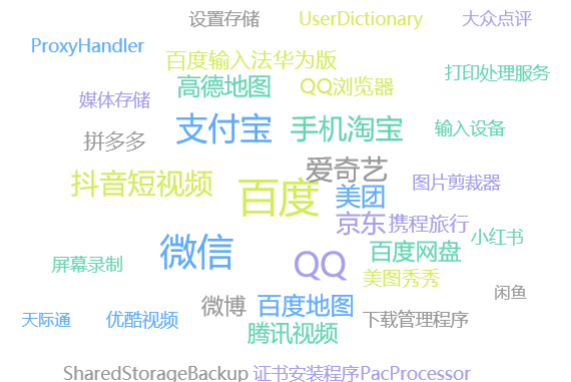 设置存储 UserDictionary 大众点评
ProxyHandler
百度输入法华为版
打印处理服务
高德地图 QQ浏览器
媒体存储
支付宝 手机淘宝 输入设备
拼多多
爱奇艺
抖音短视频 百度 美团 图片剪裁器
京东 携程旅行
小红书
微信 QQ 百度网盘
屏幕录制
美图秀秀
闲鱼
微博 百度地图
天际通 优酷视频 下载管理程序
腾讯视频
SharedStorageBackup 证书安装程序 PacProcessor